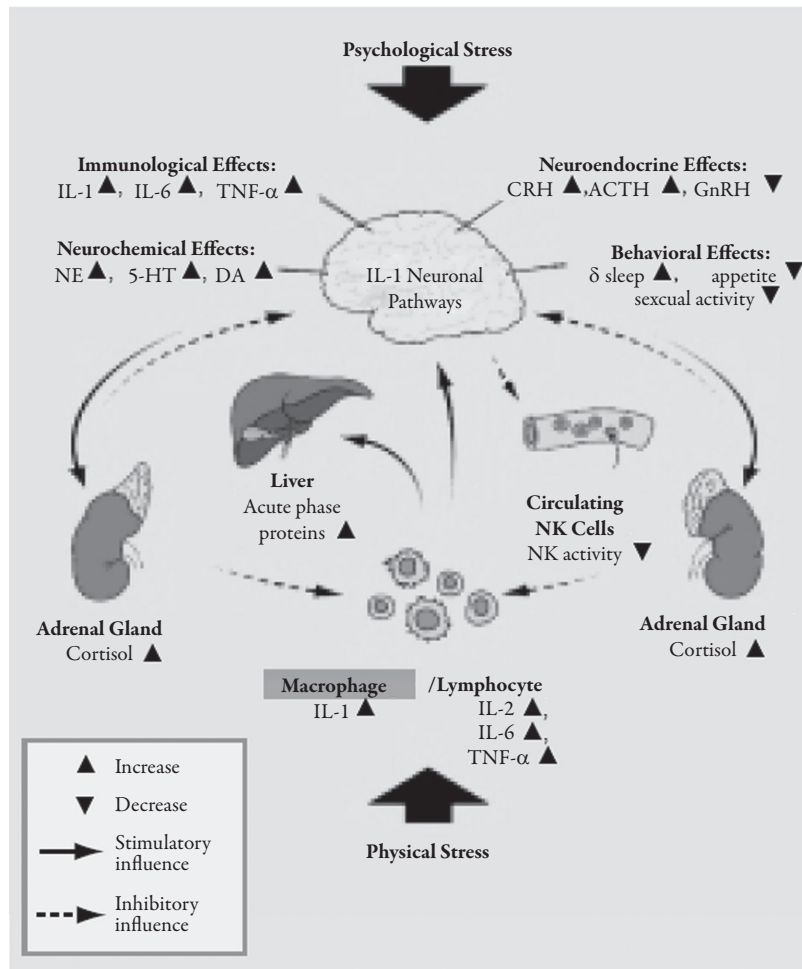 Psychological Stress
Immunological Effects:
IL-1 ▲, IL-6 ▲, TNF-α ▲
Neuroendocrine Effects:
CRH ▲,ACTH ▲, GnRH ▼
Neurochemical Effects:
NE ▲, 5-HT ▲, DA ▲
Behavioral Effects:
δ sleep ▲, appetite ▼
sexcual activity ▼
IL-1 Neuronal
Pathways
Liver
Acute phase
proteins ▲
Circulating
NK Cells
NK activity ▼
Adrenal Gland
Cortisol ▲
Adrenal Gland
Cortisol ▲
Macrophage /Lymphocyte
IL-1 ▲ IL-2 ▲,
IL-6 ▲,
TNF-α ▲
Physical Stress
▲ Increase
▼ Decrease
Stimulatory
influence
Inhibitory
influence